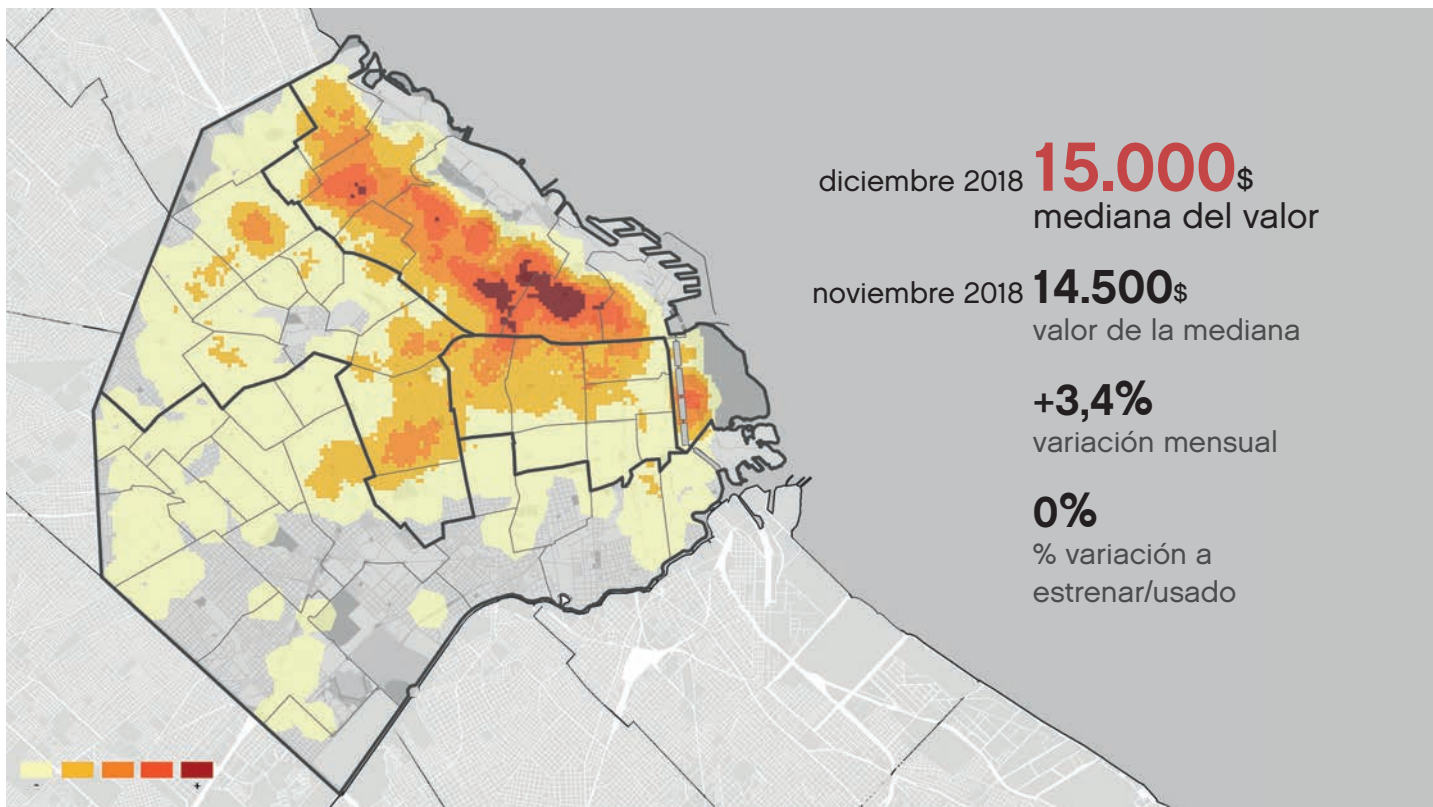 diciembre 2018 15.000$
mediana del valor
noviembre 2018 14.500$
valor de la mediana
+3,4%
variación mensual
0%
% variación a
estrenar/usado
- +